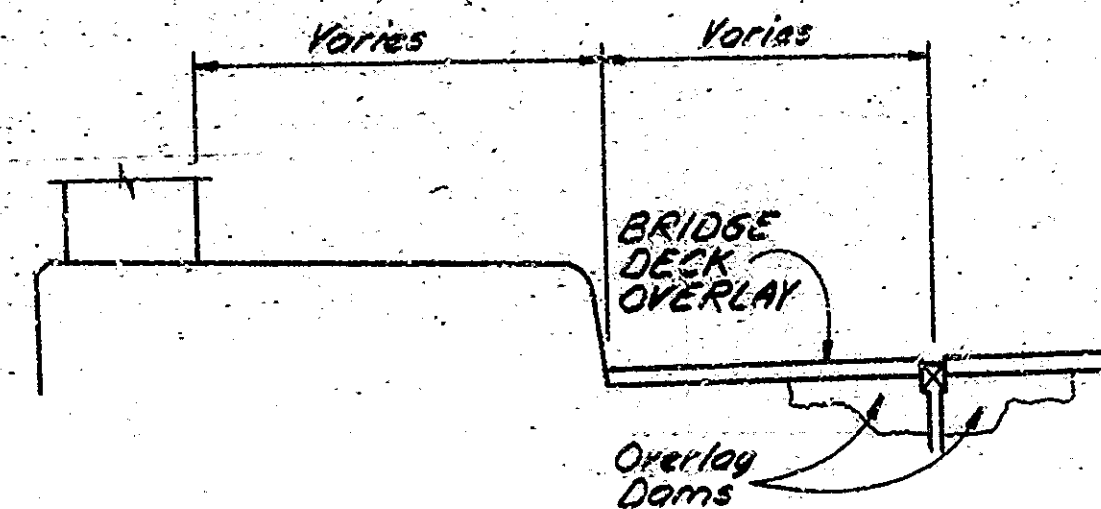 Varies
Varies
BRIDGE
DECK
OVERLAY
Overlay
Dams